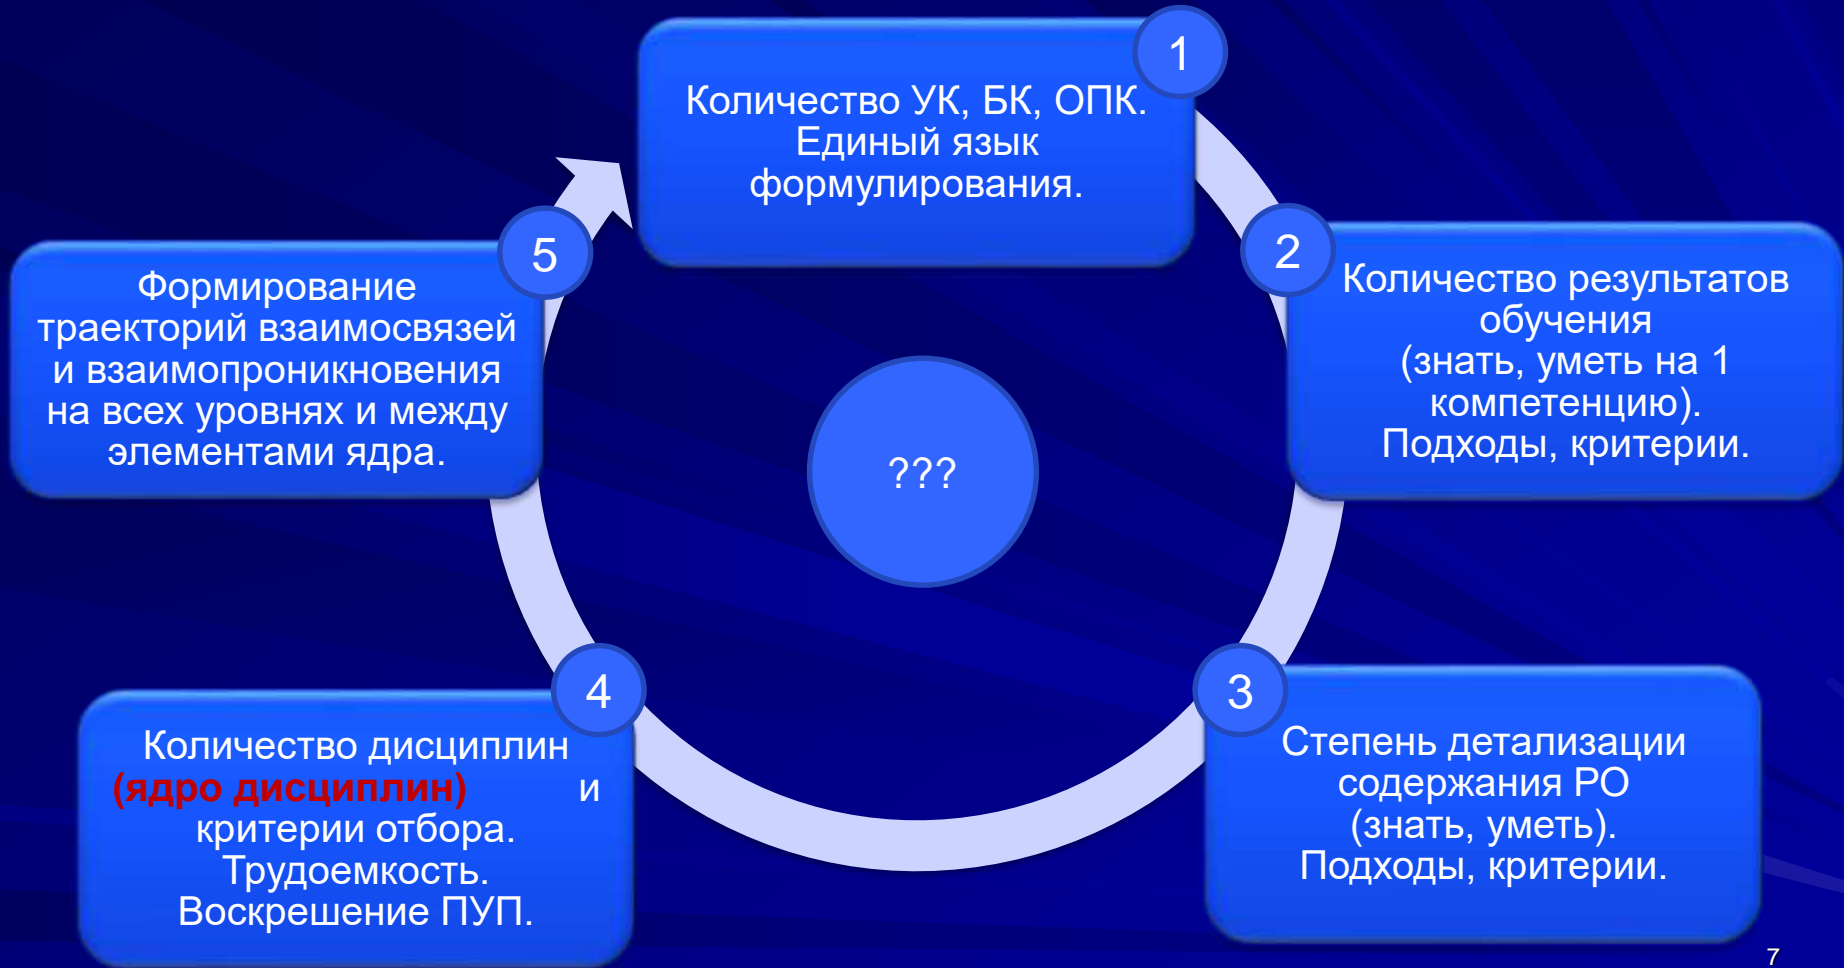 1
Количество УК, БК, ОПК.
Единый язык
формулирования.
2
Количество результатов
обучения
(знать, уметь на 1
компетенцию).
Подходы, критерии.
3
Степень детализации
содержания РО
(знать, уметь).
Подходы, критерии.
4
Количество дисциплин
(ядро дисциплин) и
критерии отбора.
Трудоемкость.
Воскрешение ПУП.
5
Формирование
траекторий взаимосвязей
и взаимопроникновения
на всех уровнях и между
элементами ядра.
???
7